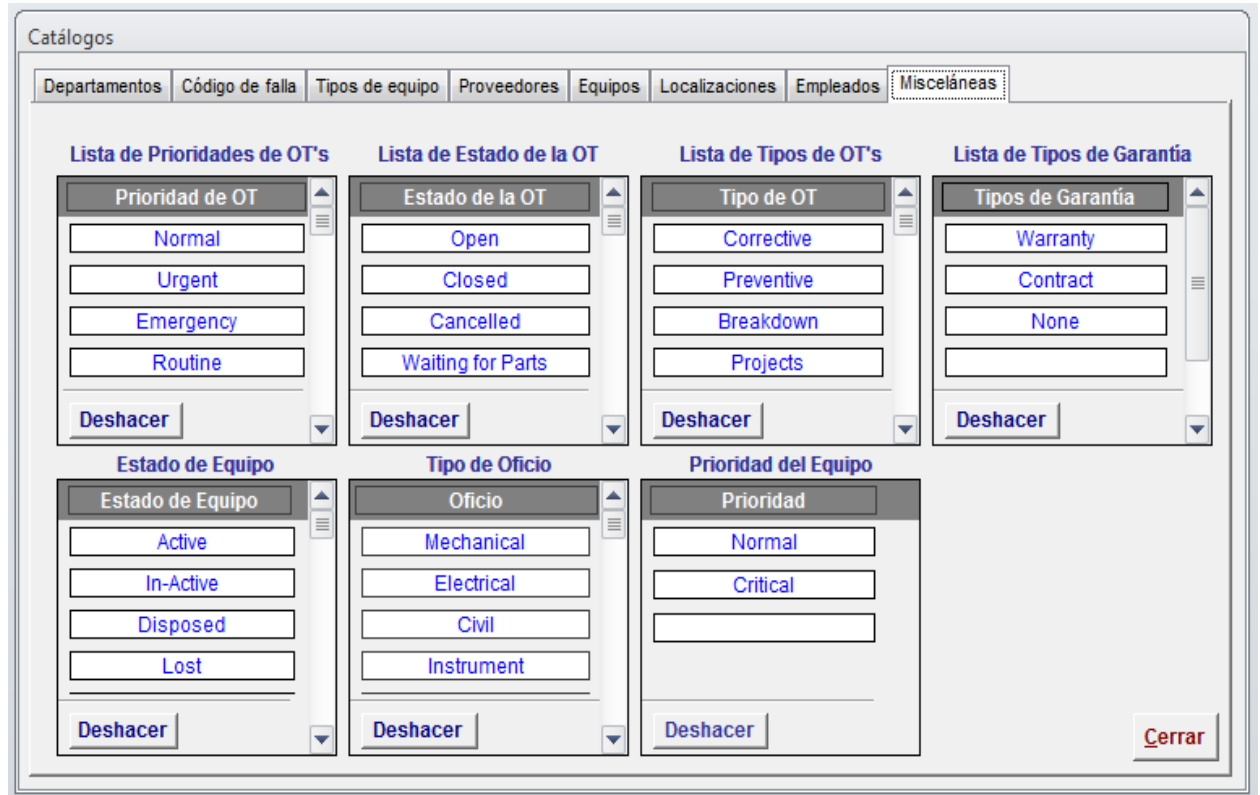 Catálogos
Departamentos Código de falla Tipos de equipo Proveedores Equipos Localizaciones Empleados Misceláneas
Lista de Prioridades de OT's
Prioridad de OT
Normal
Urgent
Emergency
Routine
Deshacer
Lista de Estado de la OT
Estado de la OT
Open
Closed
Cancelled
Waiting for Parts
Deshacer
Lista de Tipos de OT's
Tipo de OT
Corrective
Preventive
Breakdown
Projects
Deshacer
Lista de Tipos de Garantía
Tipos de Garantía
Warranty
Contract
None
Deshacer
Estado de Equipo
Estado de Equipo
Active
In-Active
Disposed
Lost
Deshacer
Tipo de Oficio
Oficio
Mechanical
Electrical
Civil
Instrument
Deshacer
Prioridad del Equipo
Prioridad
Normal
Critical
Deshacer
Cerrar